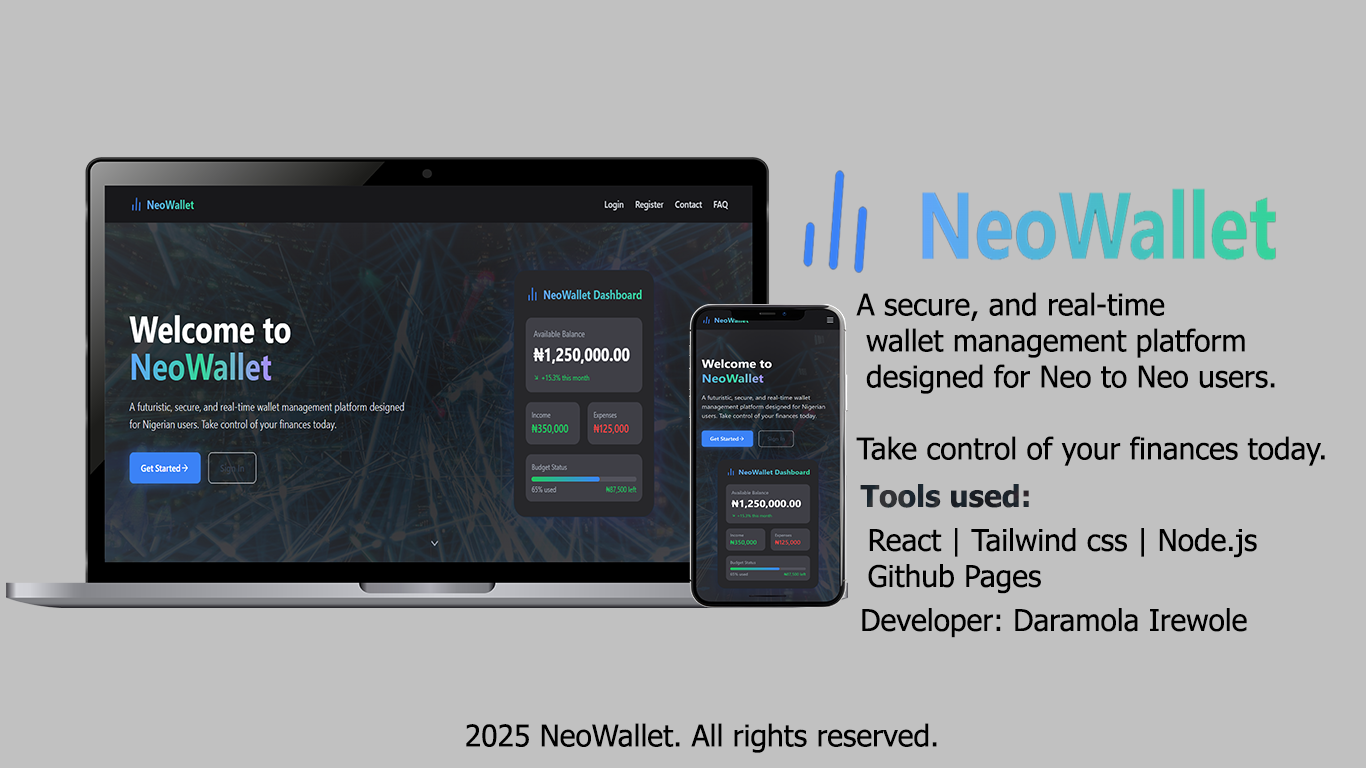 NeoWallet
Login Register Contact FAQ
Welcome to
NeoWallet
A futuristic, secure, and real-time wallet management platform designed
for Nigerian users. Take control of your finances today.
Get Started→ Sign In
NeoWallet Dashboard
Available Balance
₦1,250,000.00
+15.3% this month
Income
₦350,000
Expenses
₦125,000
Budget Status
65% used ₦87,500 left
NeoWallet
Welcome to
NeoWallet
A futuristic, secure, and real-time wallet
management platform designed for Nigerian
users. Take control of your finances today.
Get Started→ Sign In
NeoWallet Dashboard
Available Balance
₦1,250,000.00
+15.3% this month
Income
₦350,000
Expenses
₦125,000
Budget Status
65% used ₦87,500 left
NeoWallet
A secure, and real-time
wallet management platform
designed for Neo to Neo users.
Take control of your finances today.
Tools used:
React | Tailwind css | Node.js
Github Pages
Developer: Daramola Irewole
2025 NeoWallet. All rights reserved.